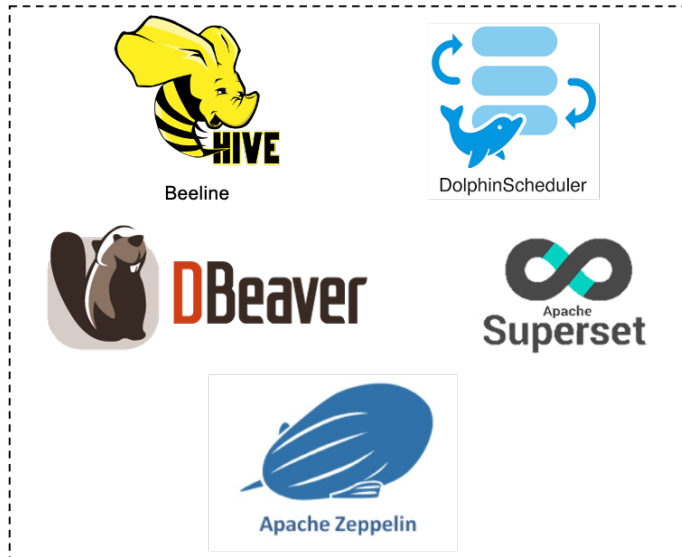 HIVE
Beeline
DolphinScheduler
DBeaver
Apache
Superset
Apache Zeppelin